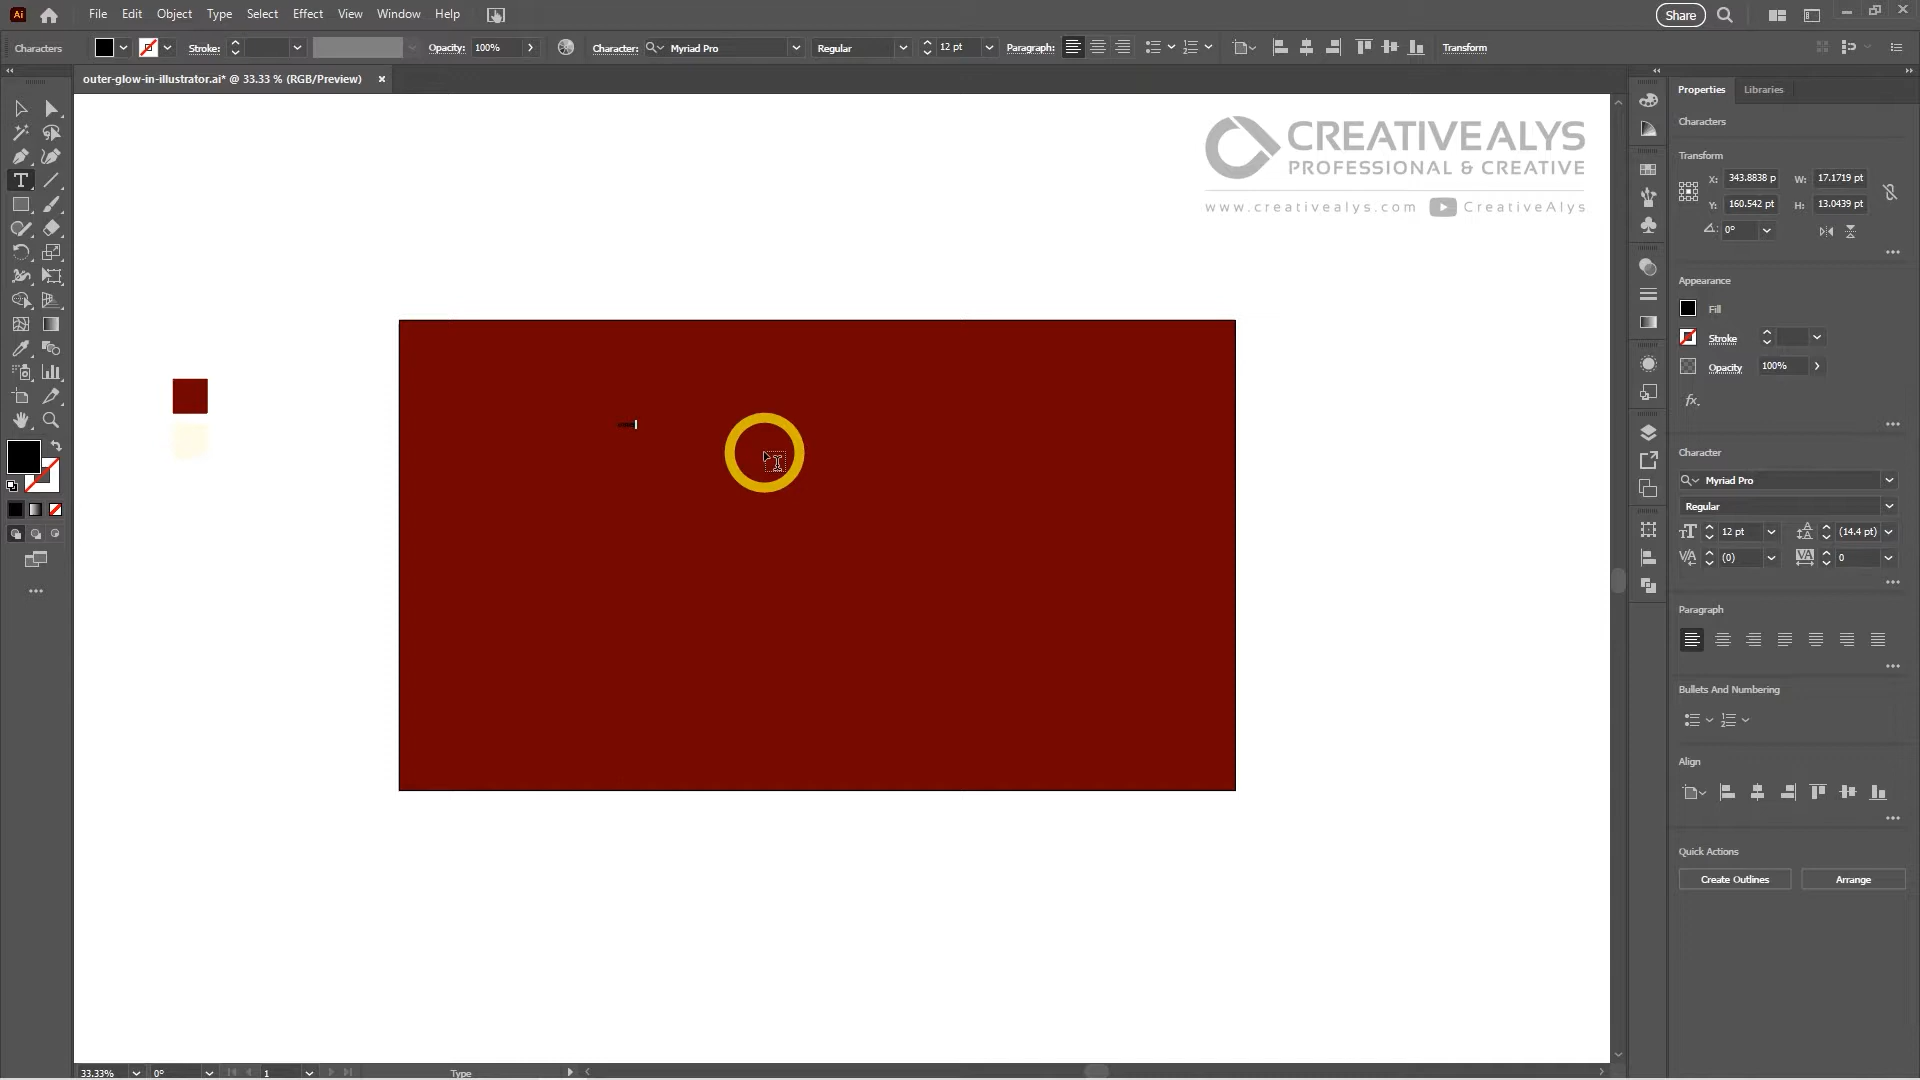 Ai File Edit Object Type Select Effect View Window Help Share
Characters Stroke: Opacity: 100% Character: Myriad Pro Regular 12 pt Paragraph: Transform
outer-glow-in-illustrator.ai* @ 33.33 % (RGB/Preview)
CREATIVEALYS
PROFESSIONAL & CREATIVE
www.creativealys.com CreativeAlys
Properties Libraries
Characters
Transform
X: 343.8838 p W: 17.1719 pt
Y: 160.542 pt H: 13.0439 pt
0°
Appearance
Fill
Stroke
Opacity 100%
fx.
Character
Myriad Pro
Regular
12 pt (14.4 pt)
(0) 0
Paragraph
Bullets And Numbering
Align
Quick Actions
Create Outlines Arrange
33.33% 0° 1 Type